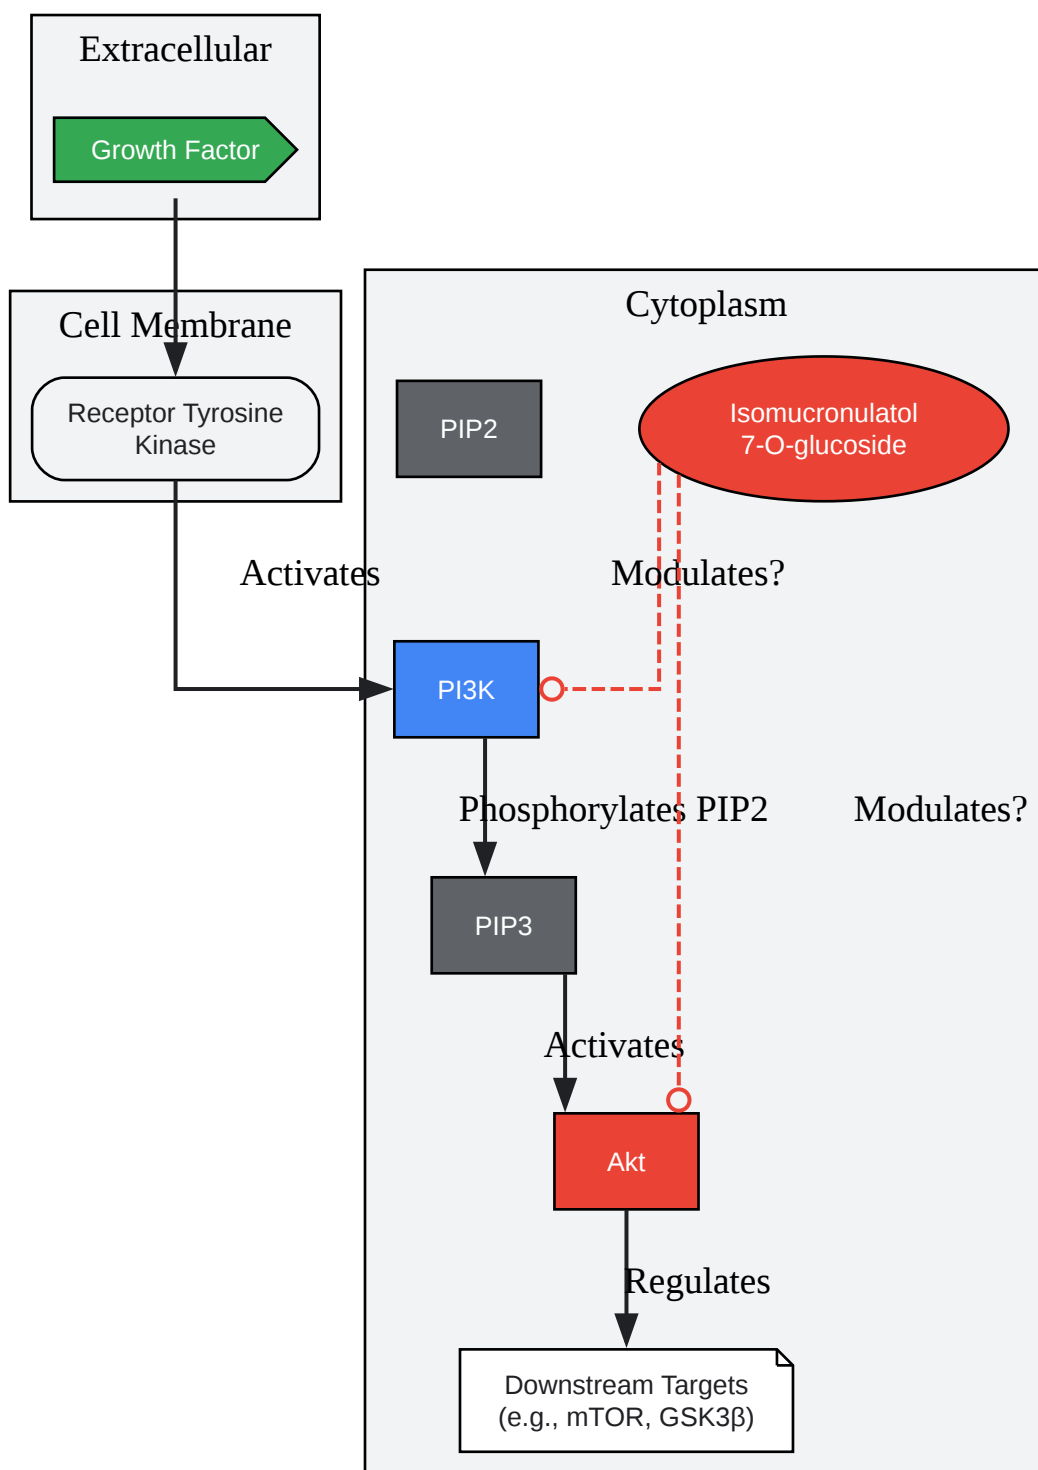 Extracellular
Growth Factor
Cell Membrane
Receptor Tyrosine
Kinase
Cytoplasm
PIP2
Isomucronulatol
7-O-glucoside
Activates
Modulates?
PI3K
Phosphorylates PIP2
Modulates?
PIP3
Activates
Akt
Regulates
Downstream Targets
(e.g., mTOR, GSK3β)